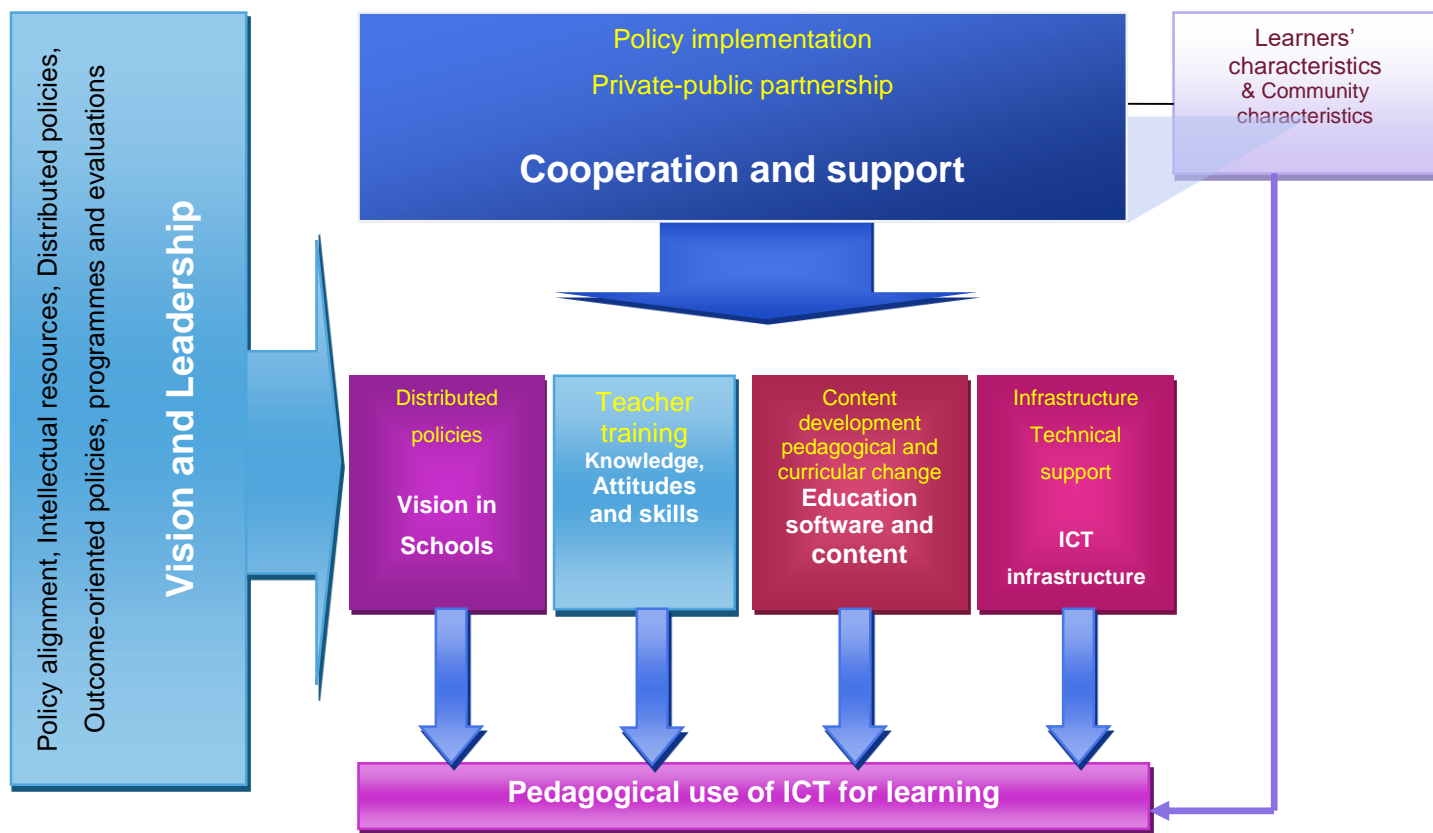 Policy alignment, Intellectual resources, Distributed policies,
Outcome-oriented policies, programmes and evaluations
Vision and Leadership
Policy implementation
Private-public partnership
Cooperation and support
Learners’
characteristics
& Community
characteristics
Distributed
policies
Vision in
Schools
Teacher
training
Knowledge,
Attitudes
and skills
Content
development
pedagogical and
curricular change
Education
software and
content
Infrastructure
Technical
support
ICT
infrastructure
Pedagogical use of ICT for learning